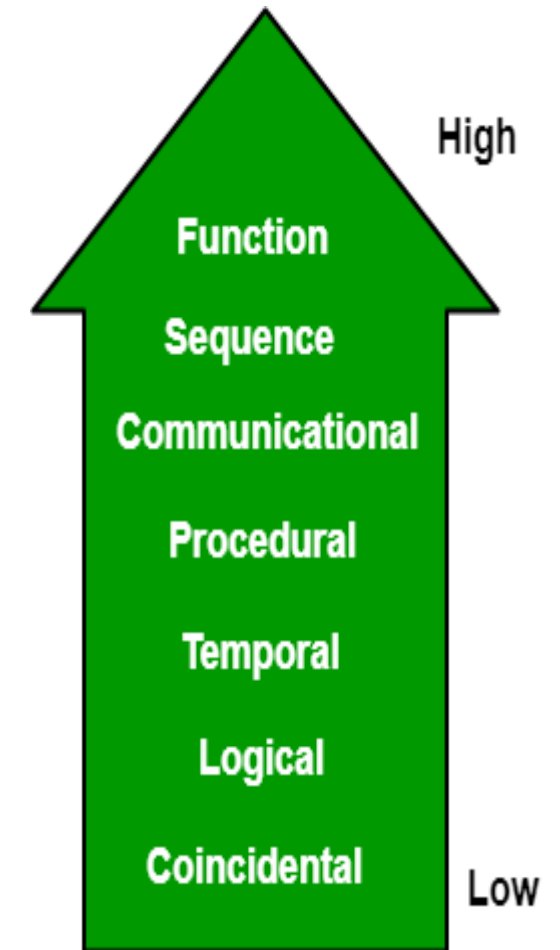 High
Function
Sequence
Communicational
Procedural
Temporal
Logical
Coincidental
Low